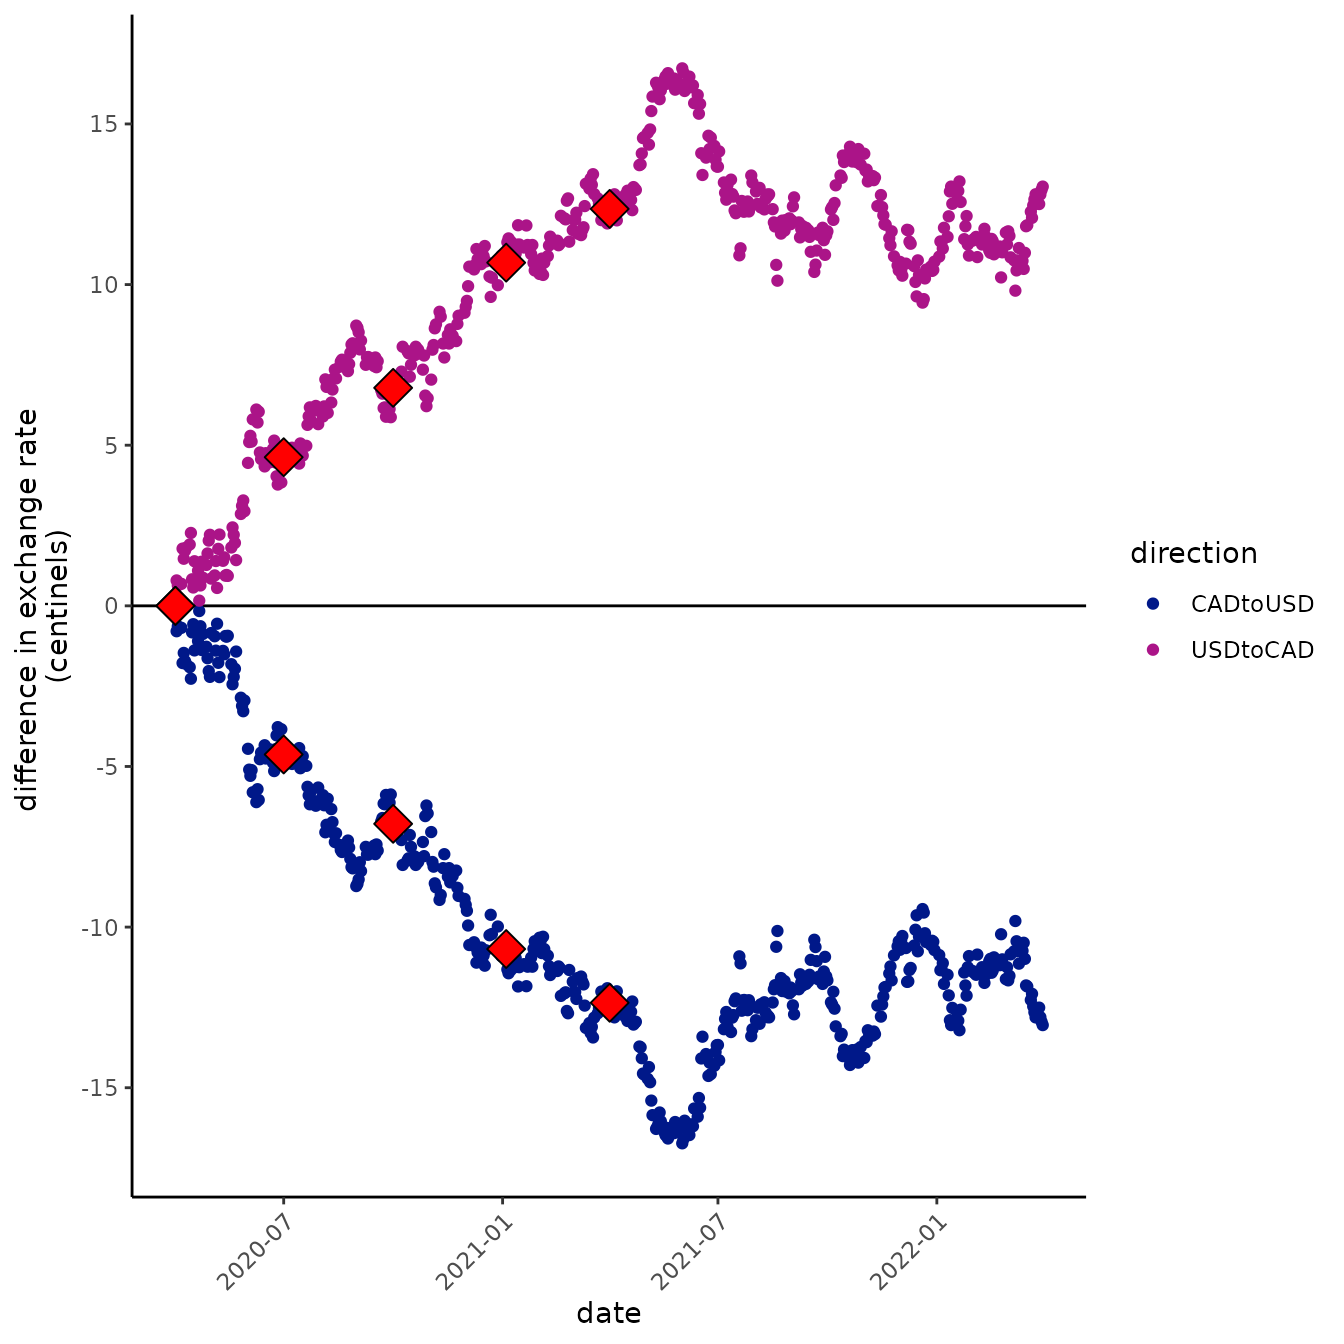 difference in exchange rate
(centinels)
15
10
5
0
-5
-10
-15
2020-07
2021-01
2021-07
2022-01
date
direction
CADtoUSD
USDtoCAD